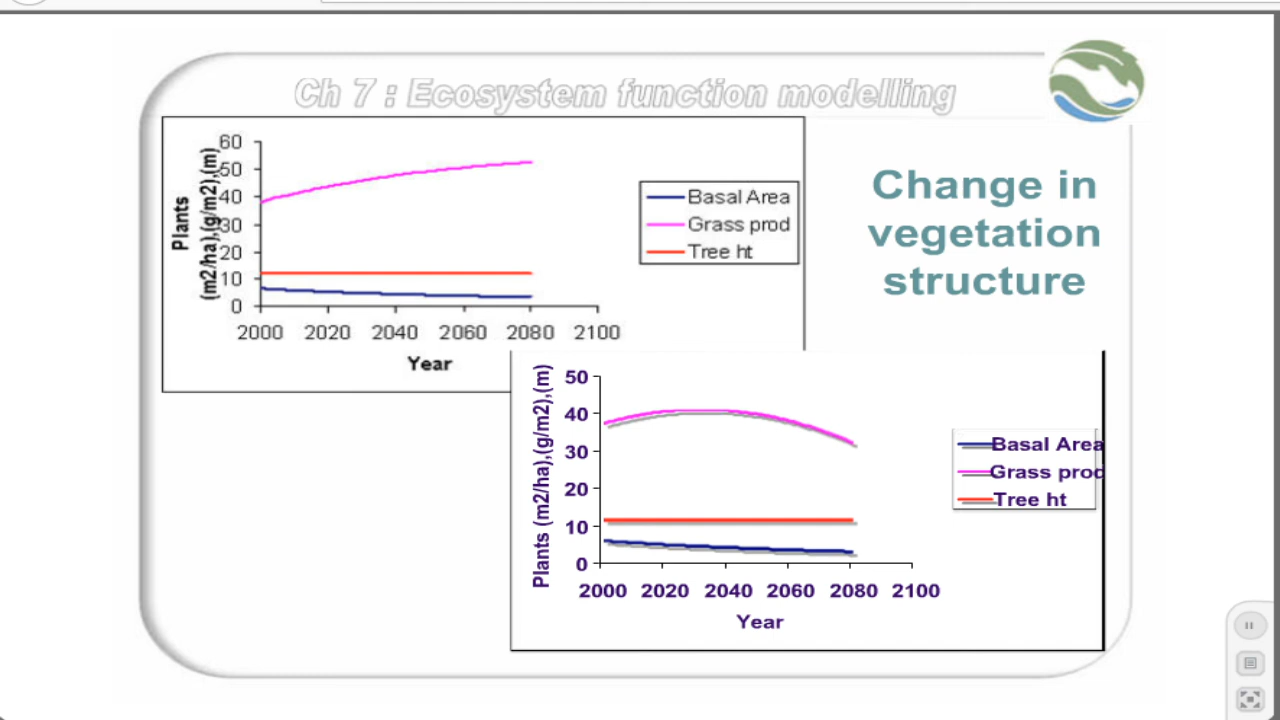 Ch 7 : Ecosystem function modelling
Change in
vegetation
structure
Plants
(m2/ha),(g/m2),(m)
60
50
40
30
20
10
0
2000 2020 2040 2060 2080 2100
Year
Basal Area
Grass prod
Tree ht
Plants (m2/ha),(g/m2),(m)
50
40
30
20
10
0
2000 2020 2040 2060 2080 2100
Year
Basal Area
Grass prod
Tree ht